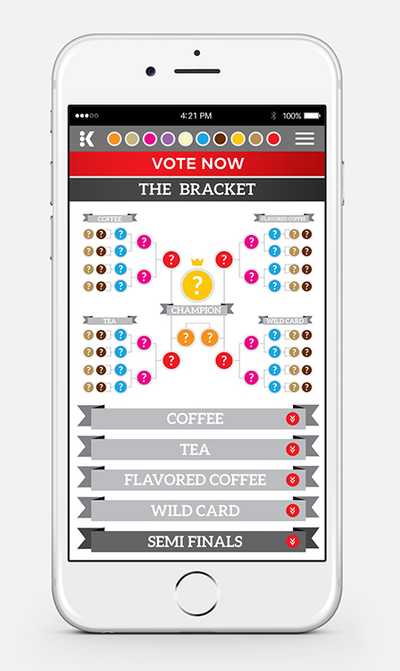 4:21 PM
100%
K
VOTE NOW
THE BRACKET
COFFEE
FLAVORED COFFEE
? ? ? ? ? ? ? ?
? ? ? ? ? ?
? ? ?
? ? ? ? ? ? ? ?
? ? ? ? ? ?
CHAMPION
TEA
WILD CARD
? ? ? ? ? ? ? ?
? ? ? ? ? ? ? ?
? ? ? ? ? ?
? ? ? ? ? ? ? ?
? ? ? ? ? ?
COFFEE
TEA
FLAVORED COFFEE
WILD CARD
SEMI FINALS